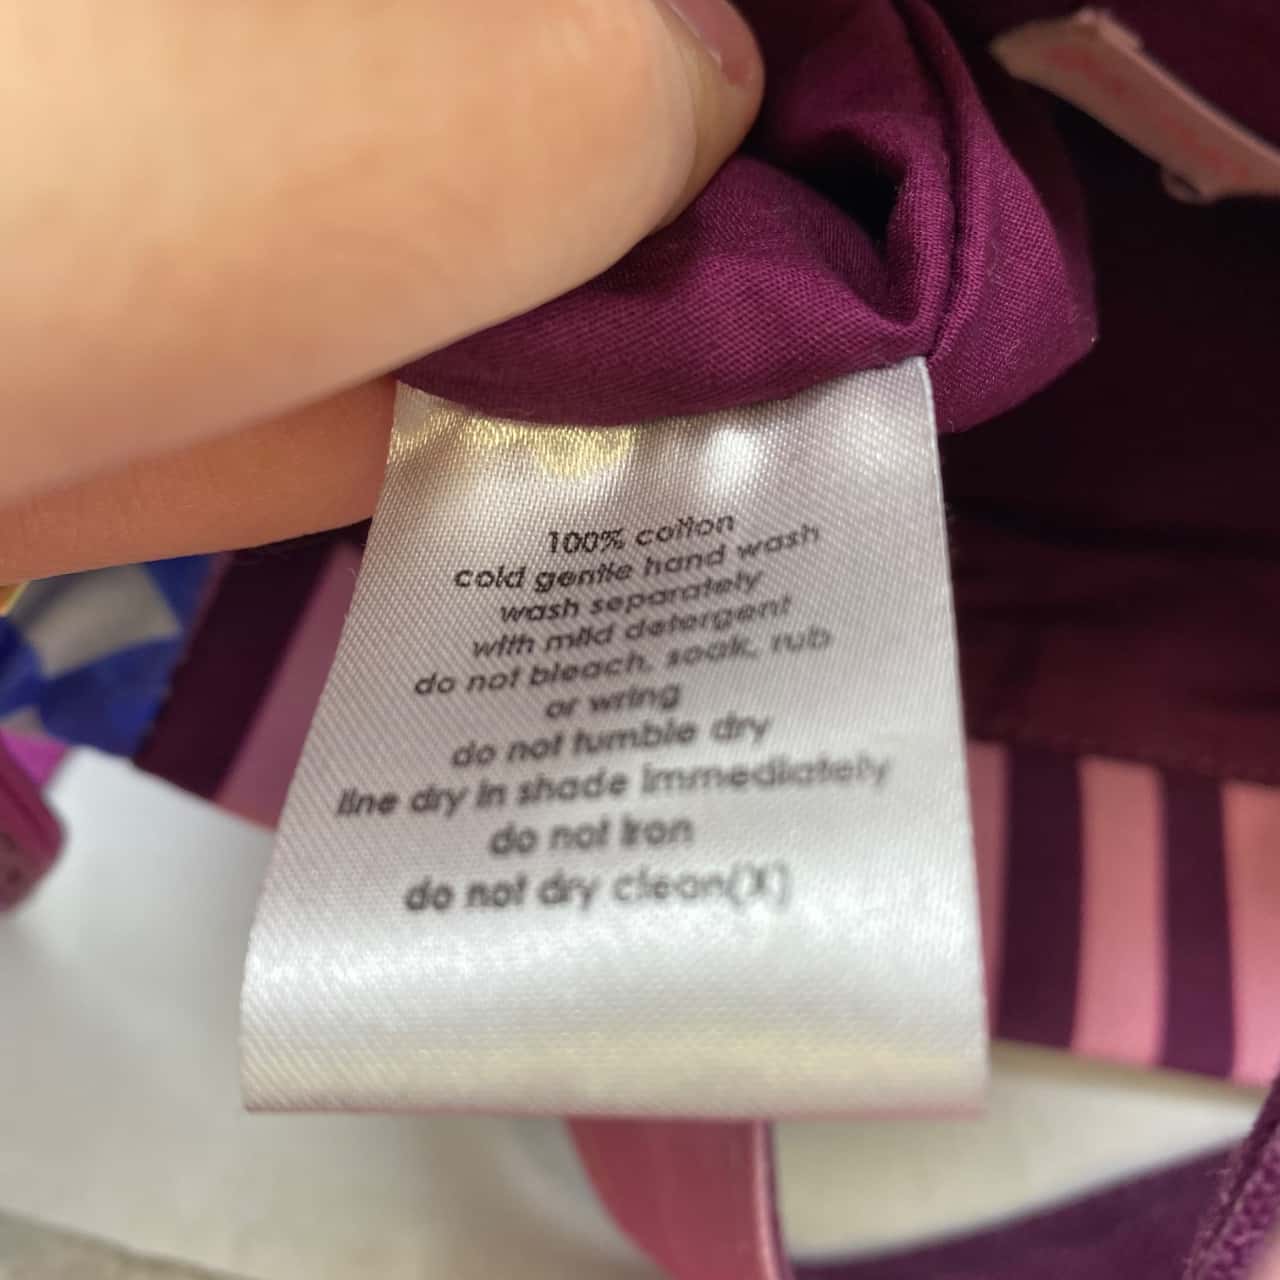 100% cotton
cold gentle hand wash
wash separately
with mild detergent
do not bleach, soak, rub
or wring
do not tumble dry
line dry in shade immediately
do not iron
do not dry clean(X)